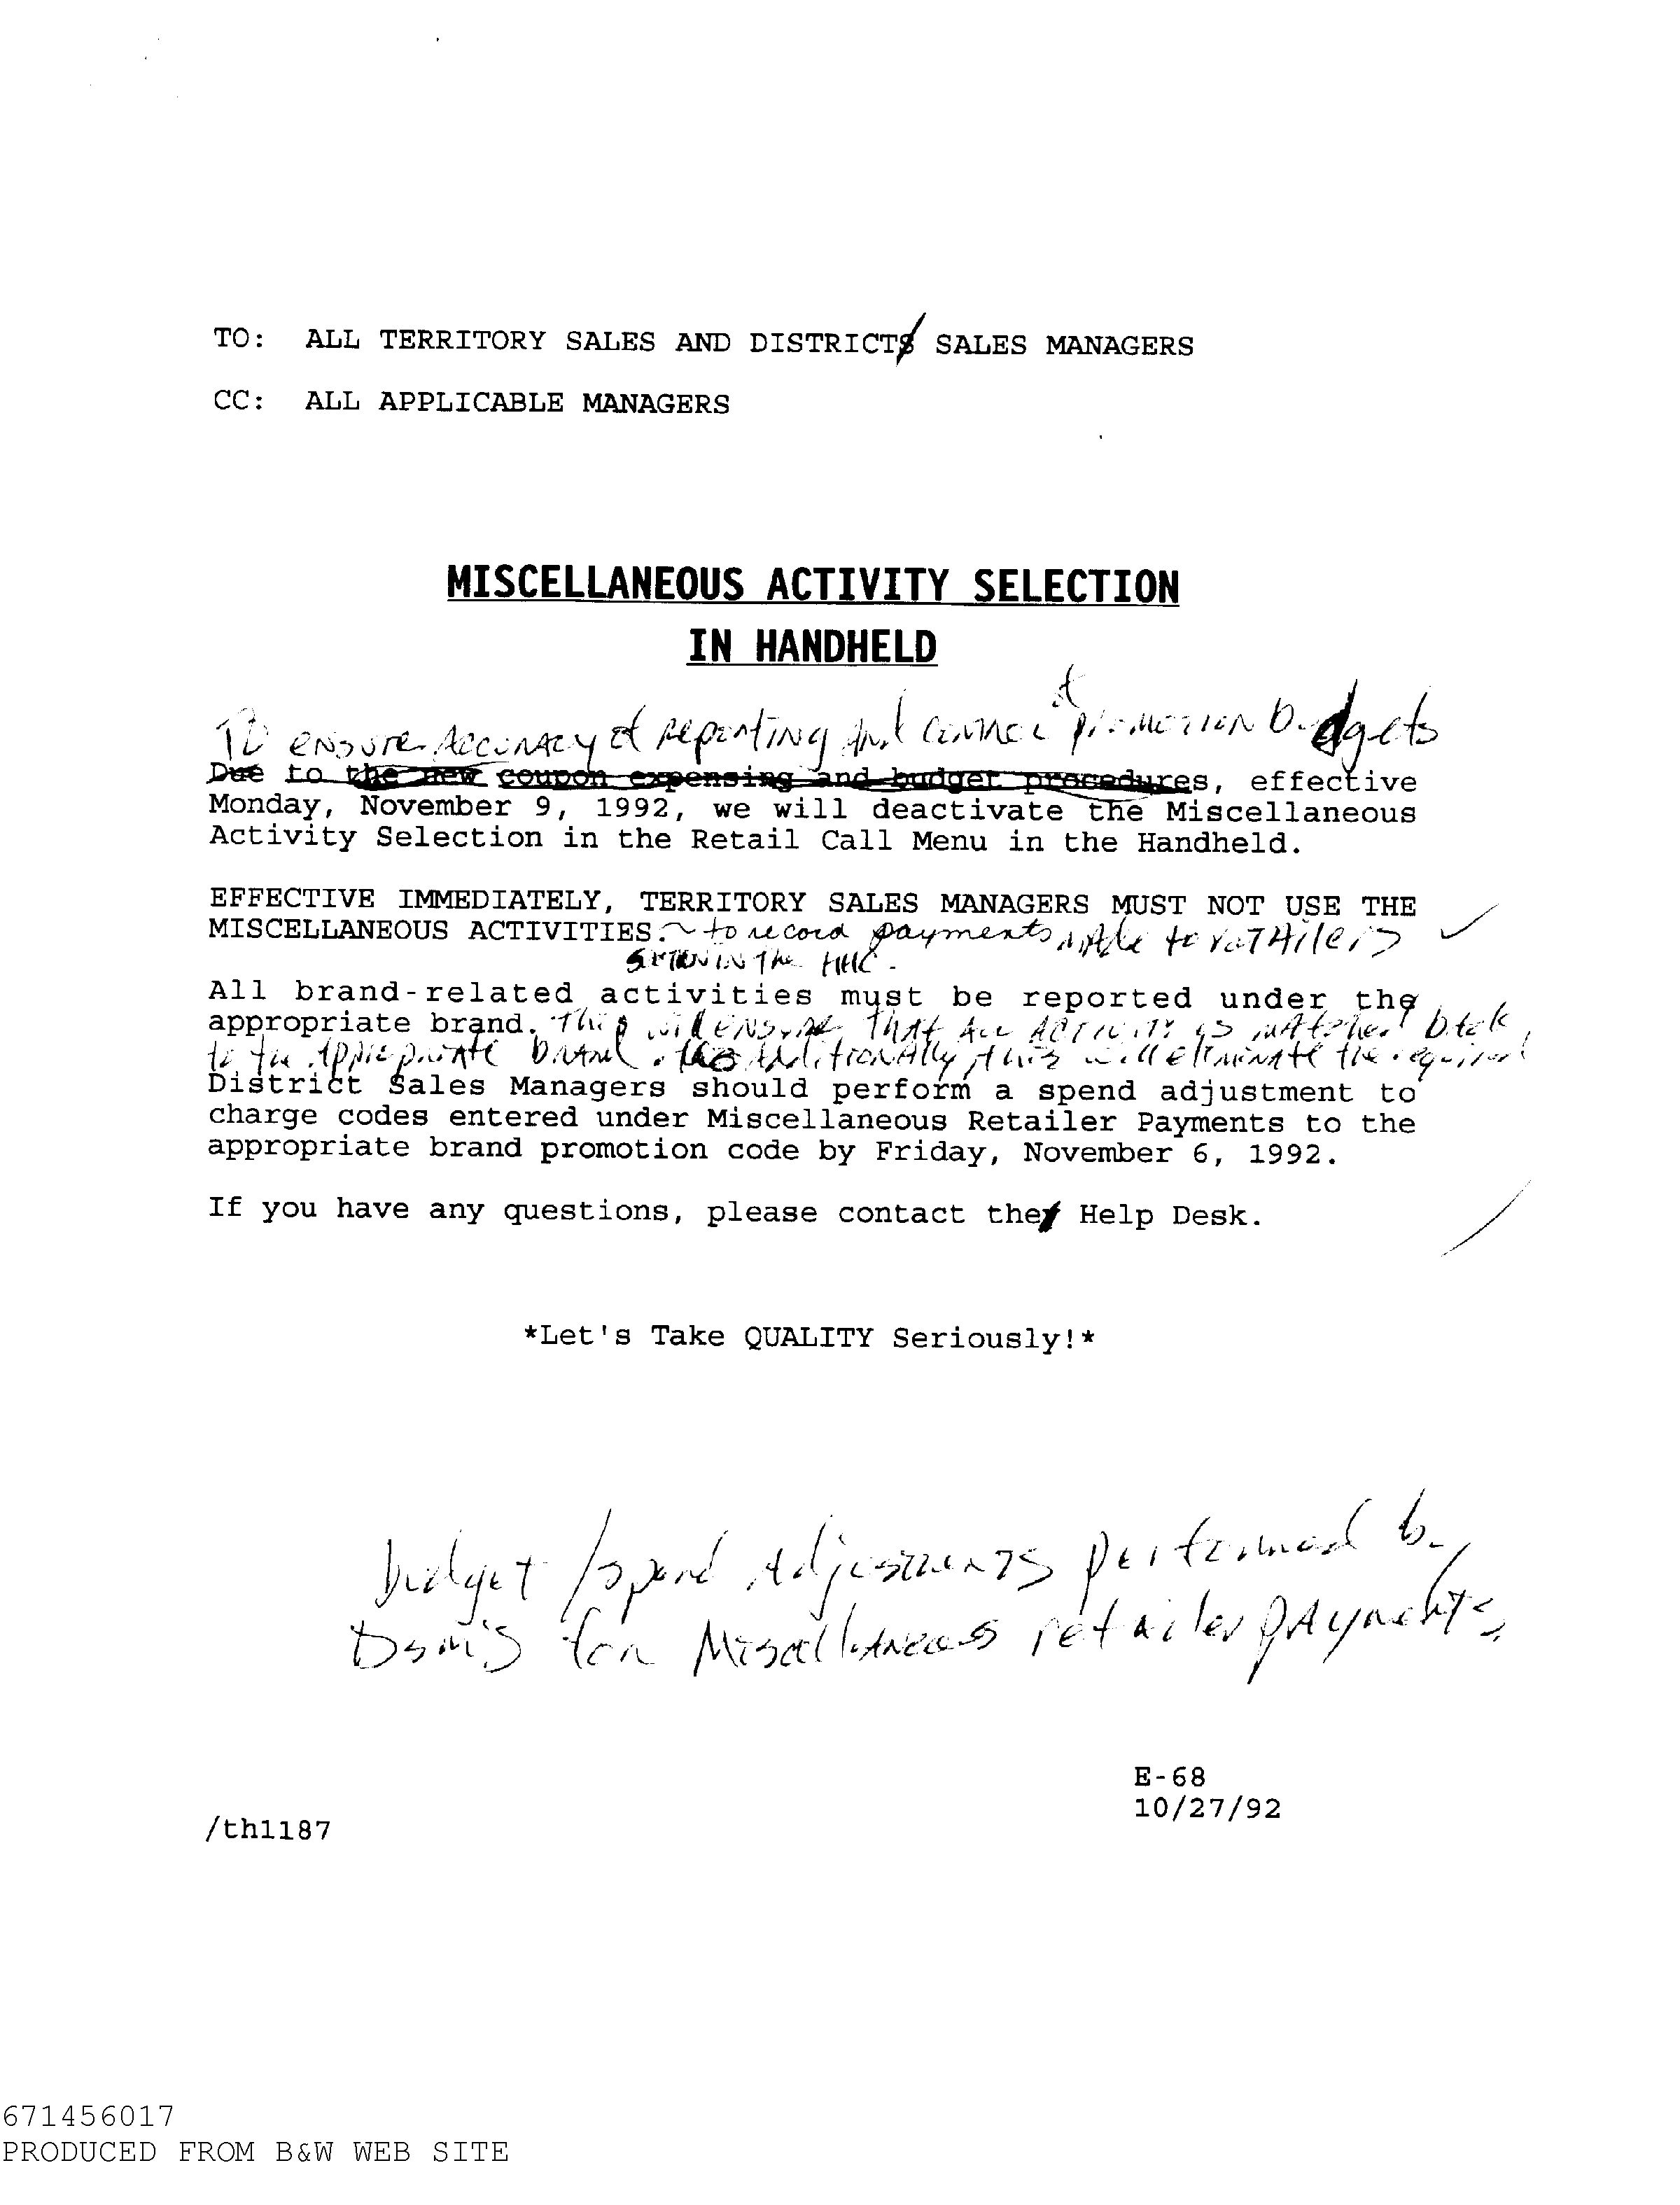 TO: ALL TERRITORY SALES AND DISTRICTS SALES MANAGERS
CC: ALL APPLICABLE MANAGERS
MISCELLANEOUS ACTIVITY SELECTION
IN HANDHELD
To ensure Accuracy of reporting And correct promotion budgets
Due to the new coupon expensing and budget procedures, effective
Monday, November 9, 1992, we will deactivate the Miscellaneous
Activity Selection in the Retail Call Menu in the Handheld.
EFFECTIVE IMMEDIATELY, TERRITORY SALES MANAGERS MUST NOT USE THE
MISCELLANEOUS ACTIVITIES. to record payments made to retailers
in the HHC.
All brand-related activities must be reported under the
appropriate brand. This will ensure that All Activity is matched back
to the Appropriate brand. Additionally, this will eliminate the required
District Sales Managers should perform a spend adjustment to
charge codes entered under Miscellaneous Retailer Payments to the
appropriate brand promotion code by Friday, November 6, 1992.
If you have any questions, please contact the Help Desk.
*Let's Take QUALITY Seriously!*
budget/spend Adjustments performed by
Dsm's for Miscellaneous retailer payments.
E-68
10/27/92
/th1187
671456017
PRODUCED FROM B&W WEB SITE